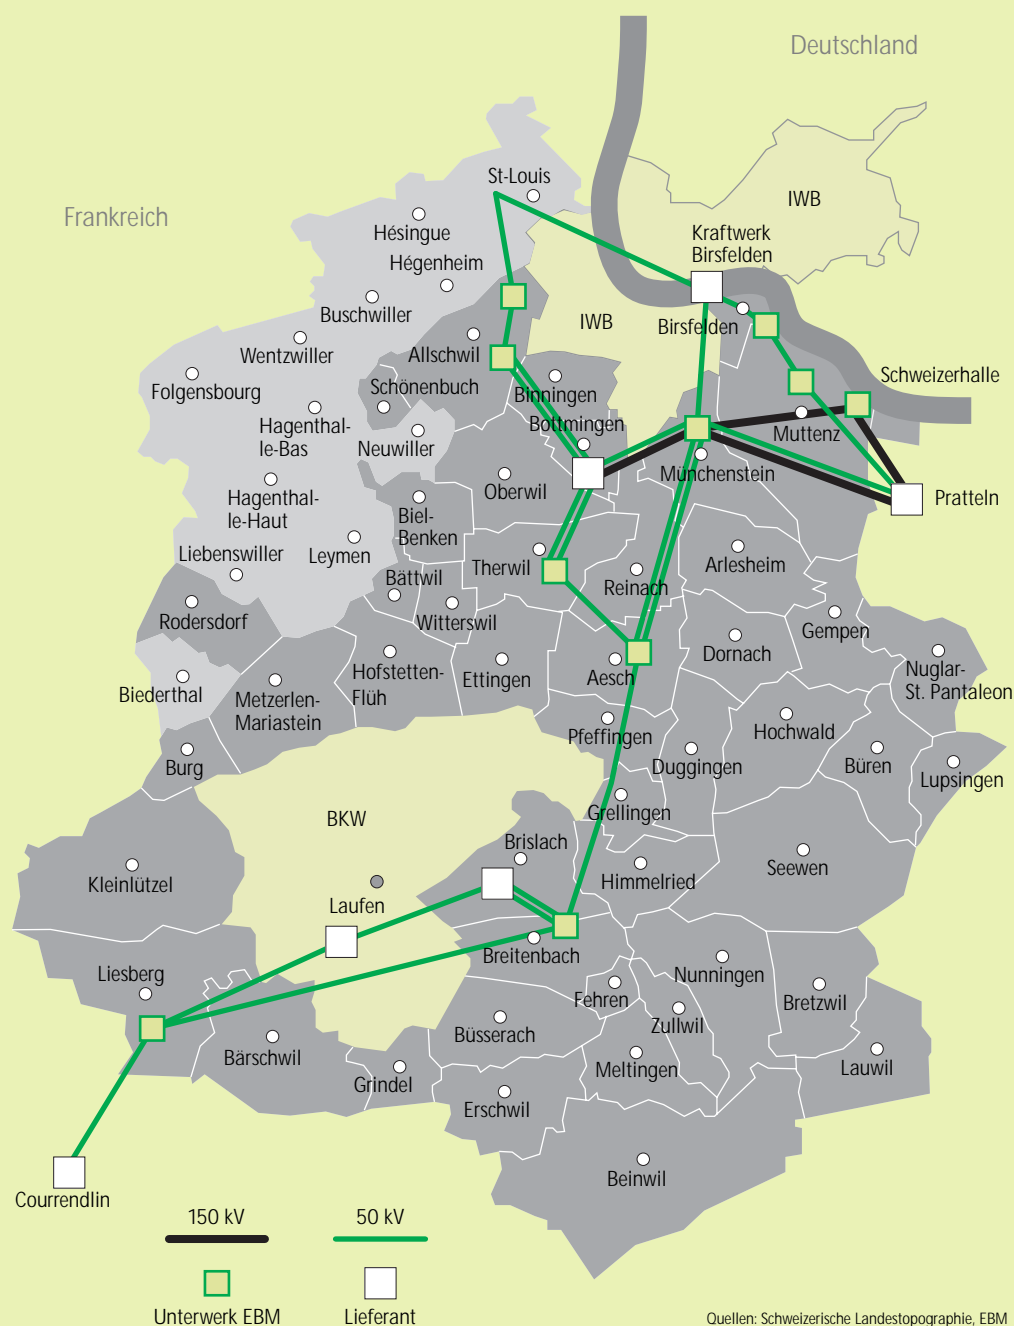 Deutschland
Frankreich
St-Louis
IWB
Hésingue
Kraftwerk
Birsfelden
Hégenheim
Buschwiller
IWB
Birsfelden
Wentzwiller
Allschwil
Schweizerhalle
Folgensbourg
Schönenbuch
Binningen
Hagenthal-
le-Bas
Neuwiller
Bottmingen
Muttenz
Münchenstein
Oberwil
Pratteln
Hagenthal-
le-Haut
Biel-
Benken
Liebenswiller
Leymen
Bättwil
Therwil
Arlesheim
Reinach
Rodersdorf
Witterswil
Gempen
Dornach
Nuglar-
St. Pantaleon
Biederthal
Metzerlen-
Mariastein
Hofstetten-
Flüh
Ettingen
Aesch
Pfeffingen
Hochwald
Burg
Duggingen
Büren
Lupsingen
BKW
Grellingen
Brislach
Seewen
Kleinlützel
Himmelried
Laufen
Breitenbach
Liesberg
Nunningen
Fehren
Bretzwil
Büsserach
Zullwil
Bärschwil
Meltingen
Lauwil
Grindel
Erschwil
Beinwil
Courrendlin
150 kV
50 kV
Unterwerk EBM
Lieferant
Quellen: Schweizerische Landestopographie, EBM